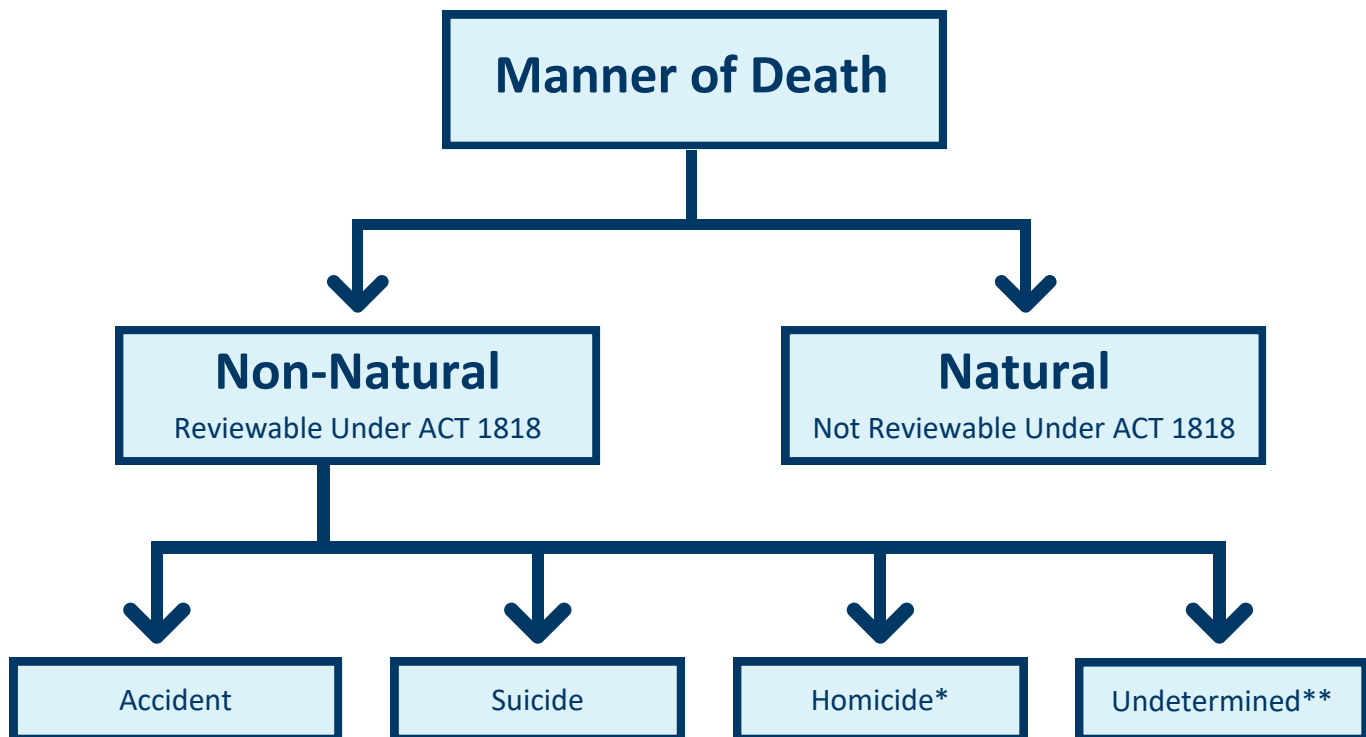 Manner of Death
Non-Natural
Reviewable Under ACT 1818
Natural
Not Reviewable Under ACT 1818
Accident
Suicide
Homicide*
Undetermined**